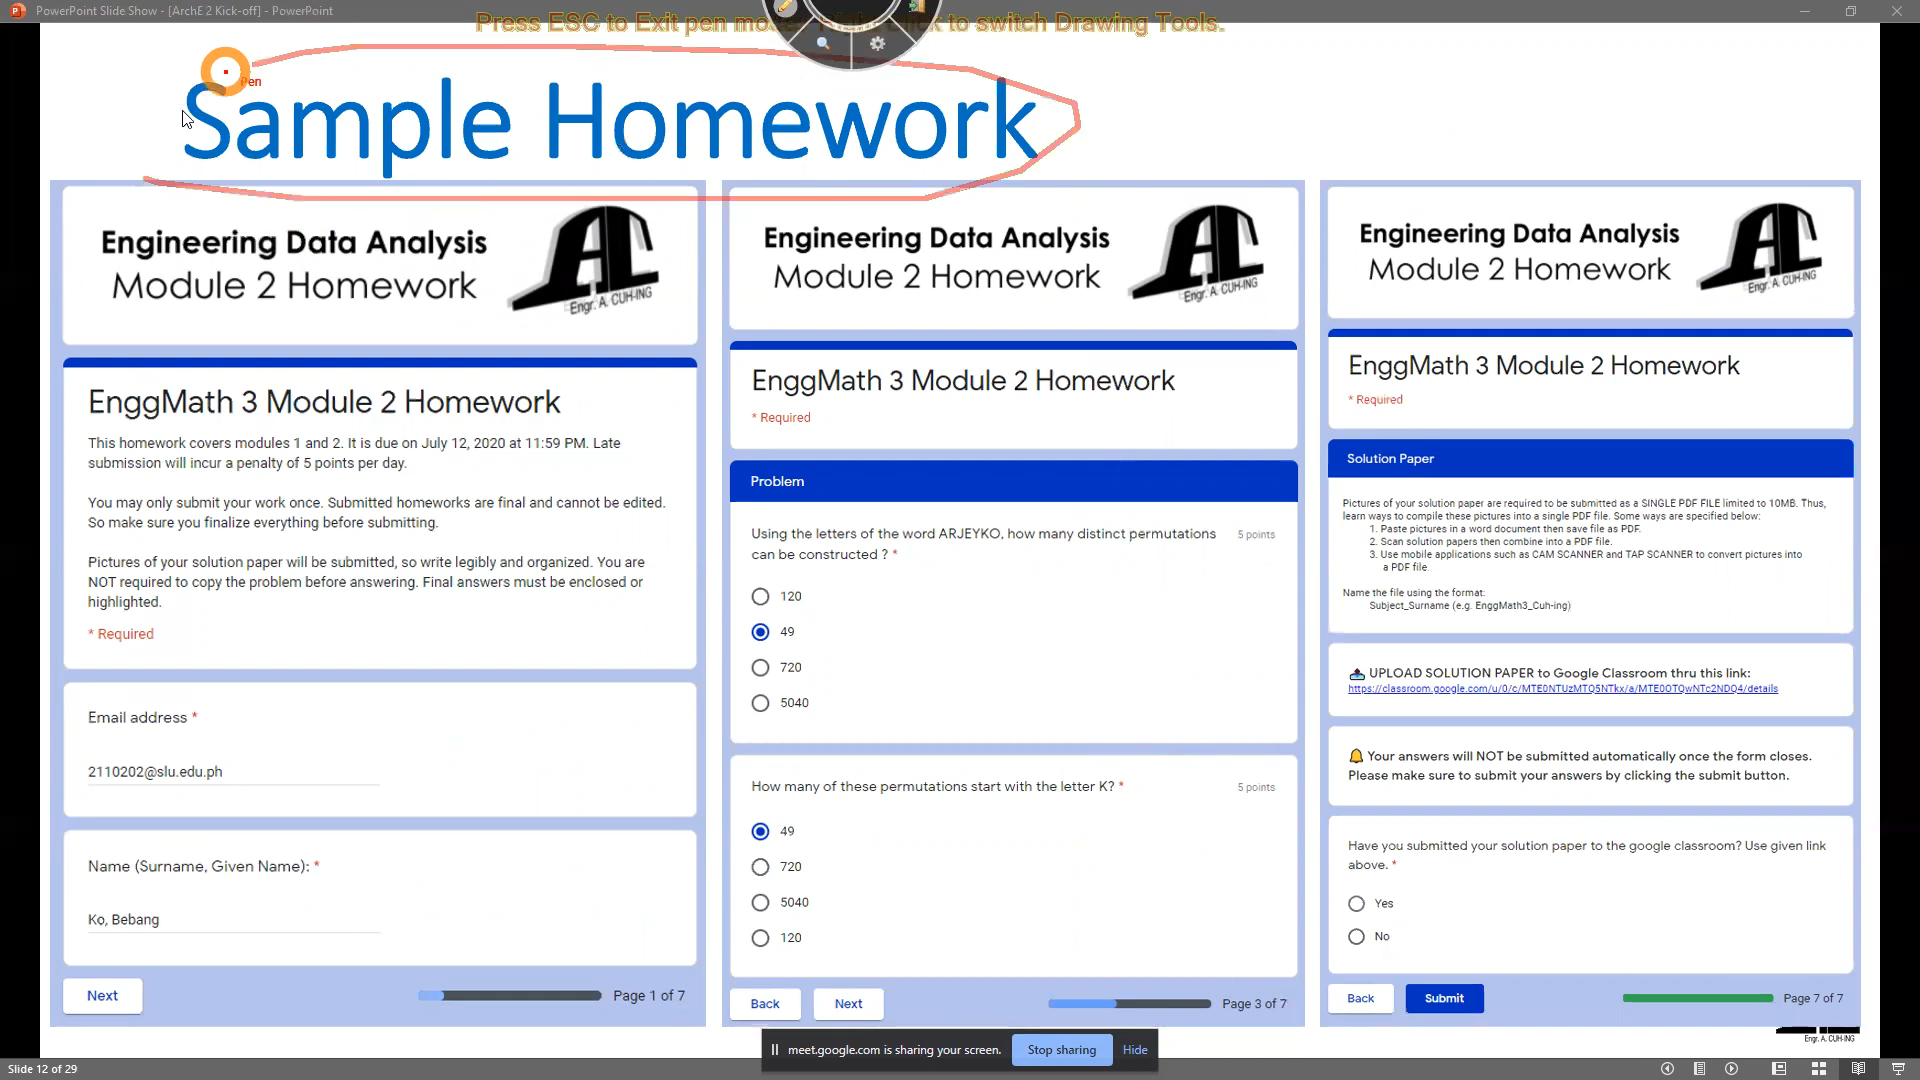 PowerPoint Slide Show - [ArchE 2 Kick-off] - PowerPoint
Press ESC to Exit pen mo to switch Drawing Tools.
Pen
Sample Homework
Engineering Data Analysis
Module 2 Homework
Engr. A. CUH-ING
EnggMath 3 Module 2 Homework
This homework covers modules 1 and 2. It is due on July 12, 2020 at 11:59 PM. Late
submission will incur a penalty of 5 points per day.
You may only submit your work once. Submitted homeworks are final and cannot be edited.
So make sure you finalize everything before submitting.
Pictures of your solution paper will be submitted, so write legibly and organized. You are
NOT required to copy the problem before answering. Final answers must be enclosed or
highlighted.
* Required
Email address *
2110202@slu.edu.ph
Name (Surname, Given Name): *
Ko, Bebang
Next
Page 1 of 7
Engineering Data Analysis
Module 2 Homework
Engr. A. CUH-ING
EnggMath 3 Module 2 Homework
* Required
Problem
Using the letters of the word ARJEYKO, how many distinct permutations
can be constructed ? *
5 points
120
49
720
5040
How many of these permutations start with the letter K? *
5 points
49
720
5040
120
Back
Next
Page 3 of 7
Engineering Data Analysis
Module 2 Homework
Engr. A. CUH-ING
EnggMath 3 Module 2 Homework
* Required
Solution Paper
Pictures of your solution paper are required to be submitted as a SINGLE PDF FILE limited to 10MB. Thus,
learn ways to compile these pictures into a single PDF file. Some ways are specified below:
1. Paste pictures in a word document then save file as PDF.
2. Scan solution papers then combine into a PDF file.
3. Use mobile applications such as CAM SCANNER and TAP SCANNER to convert pictures into
a PDF file.
Name the file using the format:
Subject_Surname (e.g. EnggMath3_Cuh-ing)
UPLOAD SOLUTION PAPER to Google Classroom thru this link:
https://classroom.google.com/u/0/c/MTE0NTUzMTQ5NTkx/a/MTE0OTQwNTc2NDQ4/details
Your answers will NOT be submitted automatically once the form closes.
Please make sure to submit your answers by clicking the submit button.
Have you submitted your solution paper to the google classroom? Use given link
above. *
Yes
No
Back
Submit
Page 7 of 7
Engr. A. CUH-ING
meet.google.com is sharing your screen.
Stop sharing
Hide
Slide 12 of 29